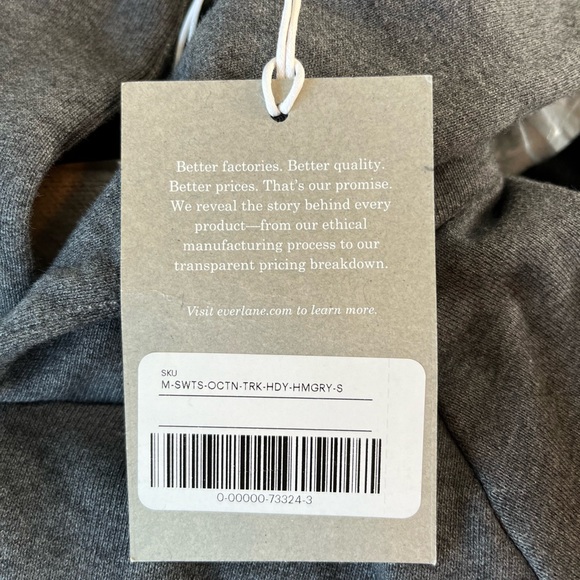 Better factories. Better quality.
Better prices. That's our promise.
We reveal the story behind every
product—from our ethical
manufacturing process to our
transparent pricing breakdown.
Visit everlane.com to learn more.
SKU
M-SWTS-OCTN-TRK-HDY-HMGRY-S
0-00000-73324-3